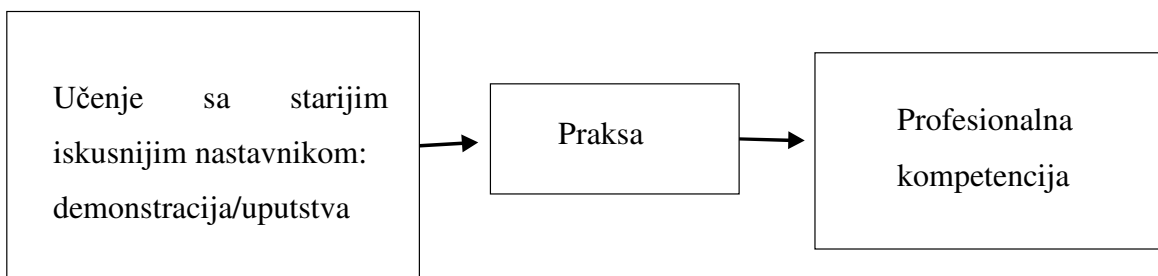 Učenje sa starijim
iskusnijim nastavnikom:
demonstracija/uputstva
Praksa
Profesionalna
kompetencija